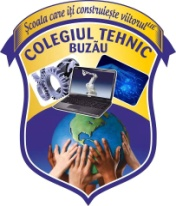 „Școala care îți construiește viitorul”
COLEGIUL TEHNIC
BUZĂU